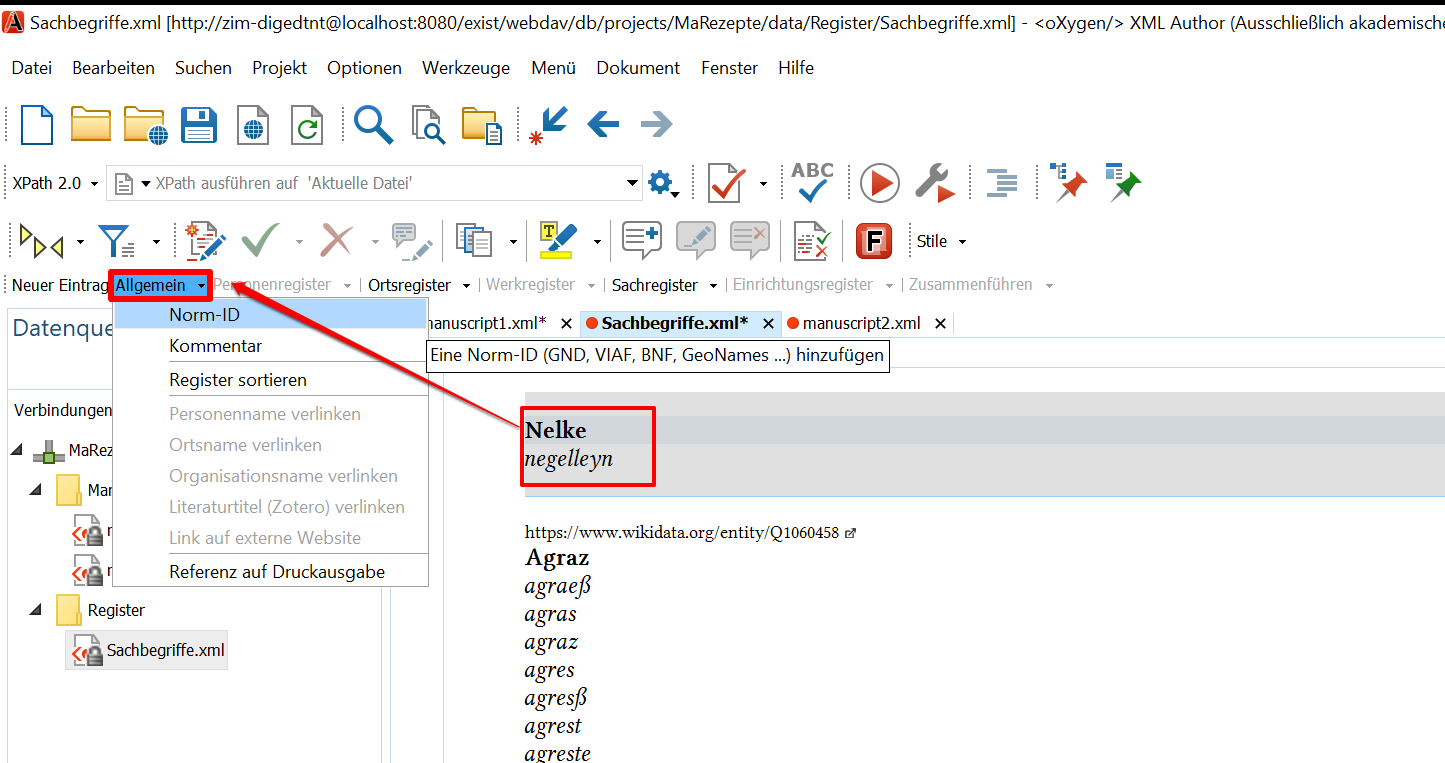 Sachbegriffe.xml [http://zim-digedtnt@localhost:8080/exist/webdav/db/projects/MaRezepte/data/Register/Sachbegriffe.xml] - <oXygen/> XML Author (Ausschließlich akademische
Datei Bearbeiten Suchen Projekt Optionen Werkzeuge Menü Dokument Fenster Hilfe
XPath 2.0 XPath ausführen auf 'Aktuelle Datei' ABC
T F Stile
Neuer Eintrag Allgemein Personenregister Ortsregister Werkregister Sachregister Einrichtungsregister Zusammenführen
Norm-ID
Kommentar
Register sortieren
Personenname verlinken
Ortsname verlinken
Organisationsname verlinken
Literaturtitel (Zotero) verlinken
Link auf externe Website
Referenz auf Druckausgabe
Datenque
Verbindungen
MaRez
Mar
Register
Sachbegriffe.xml
manuscript1.xml* Sachbegriffe.xml* manuscript2.xml
Eine Norm-ID (GND, VIAF, BNF, GeoNames ...) hinzufügen
Nelke
negelleyn
https://www.wikidata.org/entity/Q1060458
Agraz
agraeß
agras
agraz
agres
agresß
agrest
agreste